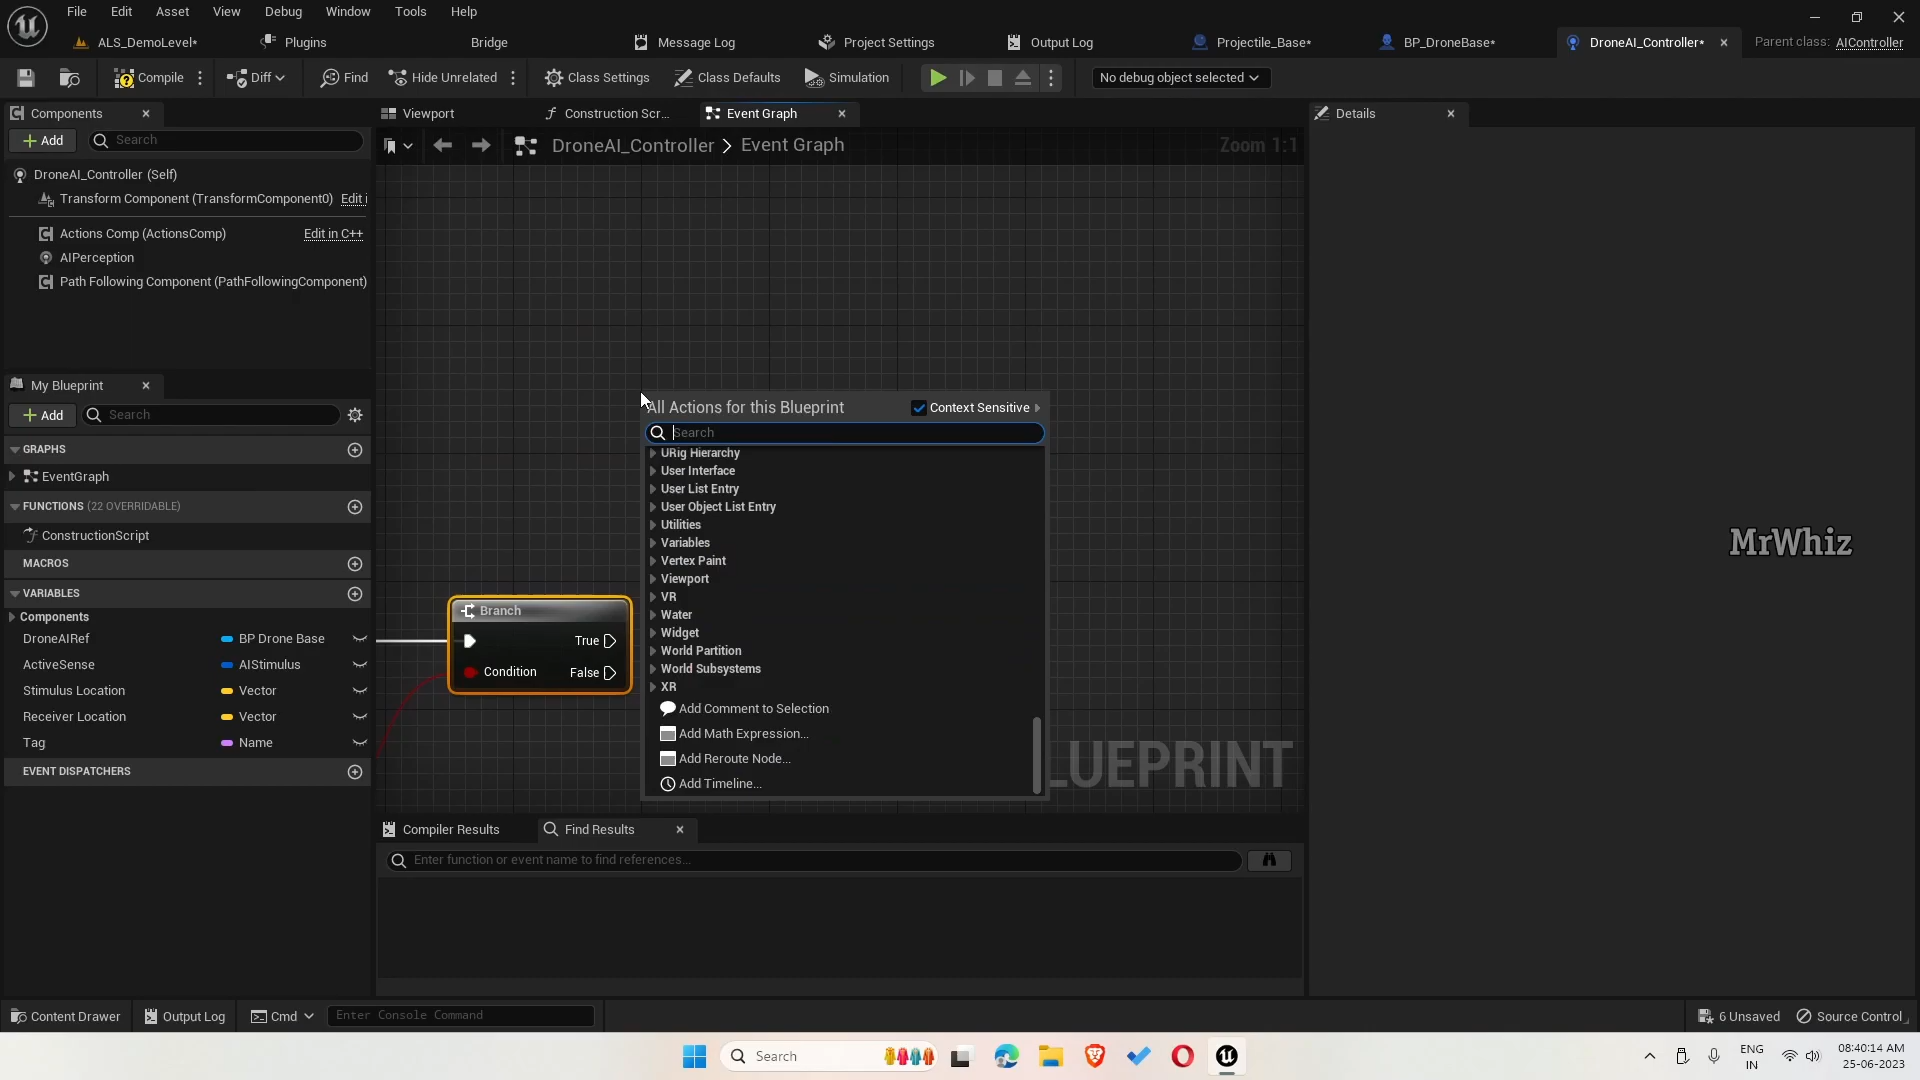 File Edit Asset View Debug Window Tools Help
ALS_DemoLevel* Plugins Bridge Message Log Project Settings Output Log Projectile_Base* BP_DroneBase* DroneAI_Controller* Parent class: AIController
Compile Diff Find Hide Unrelated Class Settings Class Defaults Simulation No debug object selected
Components Viewport Construction Scr... Event Graph Details
Add Search DroneAI_Controller > Event Graph Zoom 1:1
DroneAI_Controller (Self)
Transform Component (TransformComponent0) Edit i
Actions Comp (ActionsComp) Edit in C++
AIPerception
Path Following Component (PathFollowingComponent)
My Blueprint
Add Search
GRAPHS
EventGraph
FUNCTIONS (22 OVERRIDABLE)
ConstructionScript
MACROS
VARIABLES
Components
DroneAIRef BP Drone Base
ActiveSense AIStimulus
Stimulus Location Vector
Receiver Location Vector
Tag Name
EVENT DISPATCHERS
Branch
True
Condition False
All Actions for this Blueprint Context Sensitive
Search
URig Hierarchy
User Interface
User List Entry
User Object List Entry
Utilities
Variables
Vertex Paint
Viewport
VR
Water
Widget
World Partition
World Subsystems
XR
Add Comment to Selection
Add Math Expression...
Add Reroute Node...
Add Timeline...
LUEPRINT
MrWhiz
Compiler Results Find Results
Enter function or event name to find references...
Content Drawer Output Log Cmd Enter Console Command 6 Unsaved Source Control
Search ENG IN 08:40:14 AM 25-06-2023